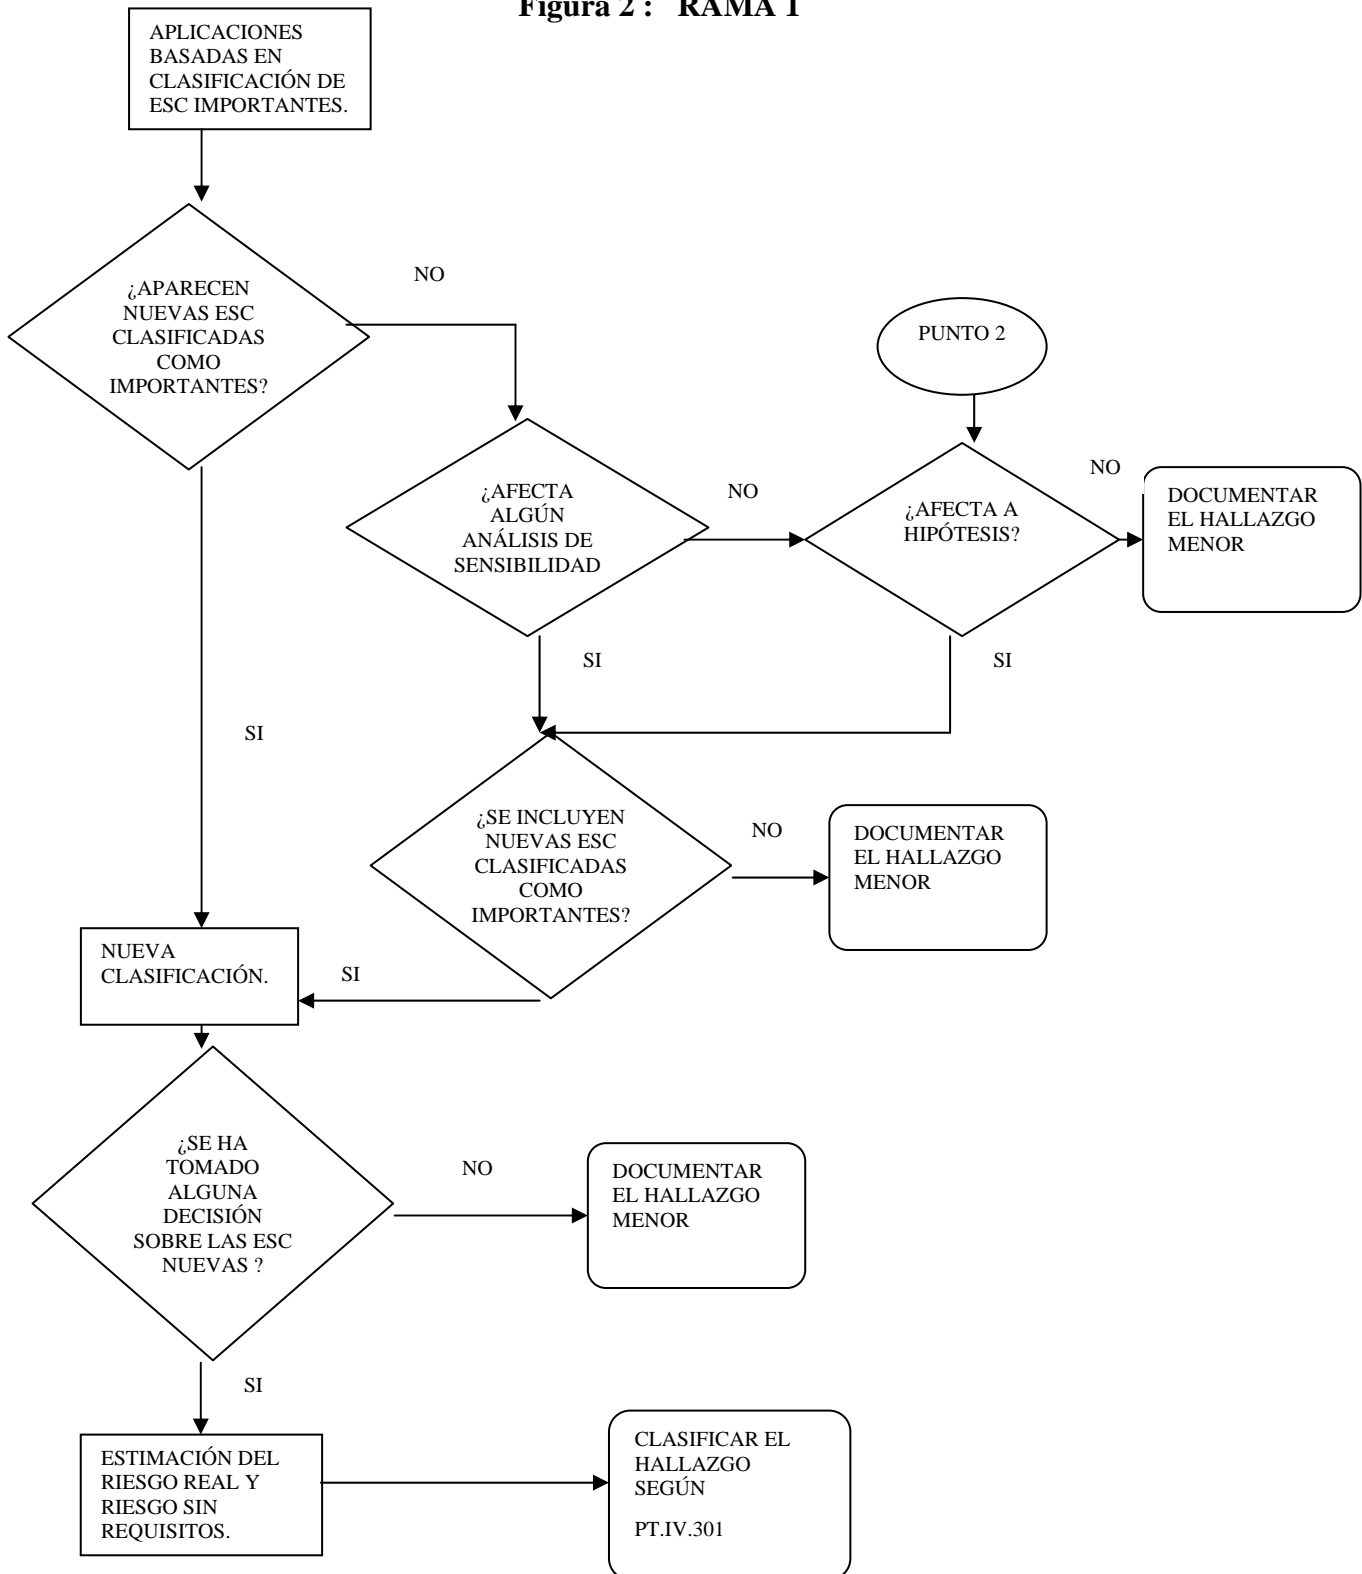 Figura 2 : RAMA 1
APLICACIONES
BASADAS EN
CLASIFICACIÓN DE
ESC IMPORTANTES.
¿APARECEN
NUEVAS ESC
CLASIFICADAS
COMO
IMPORTANTES?
NO
PUNTO 2
¿AFECTA
ALGÚN
ANÁLISIS DE
SENSIBILIDAD
NO
¿AFECTA A
HIPÓTESIS?
NO
DOCUMENTAR
EL HALLAZGO
MENOR
SI
SI
SI
¿SE INCLUYEN
NUEVAS ESC
CLASIFICADAS
COMO
IMPORTANTES?
NO
DOCUMENTAR
EL HALLAZGO
MENOR
NUEVA
CLASIFICACIÓN.
SI
¿SE HA
TOMADO
ALGUNA
DECISIÓN
SOBRE LAS ESC
NUEVAS ?
NO
DOCUMENTAR
EL HALLAZGO
MENOR
SI
ESTIMACIÓN DEL
RIESGO REAL Y
RIESGO SIN
REQUISITOS.
CLASIFICAR EL
HALLAZGO
SEGÚN
PT.IV.301